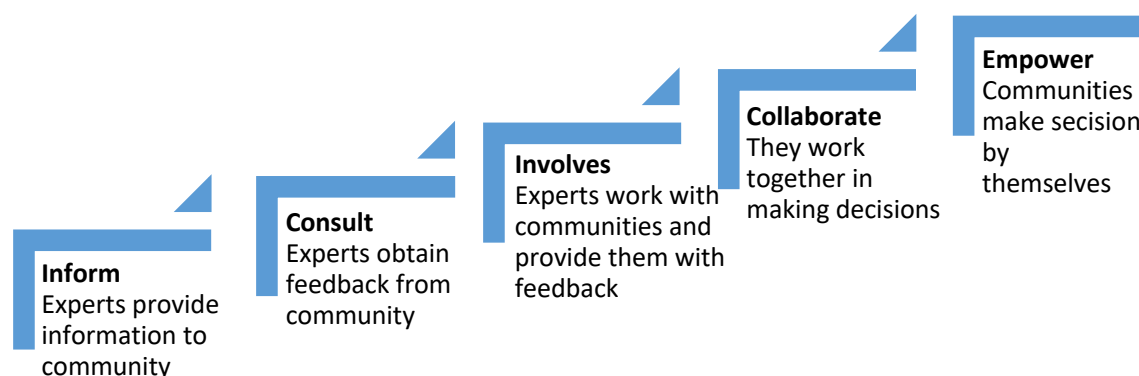 Inform
Experts provide
information to
community
Consult
Experts obtain
feedback from
community
Involves
Experts work with
communities and
provide them with
feedback
Collaborate
They work
together in
making decisions
Empower
Communities
make secision
by
themselves